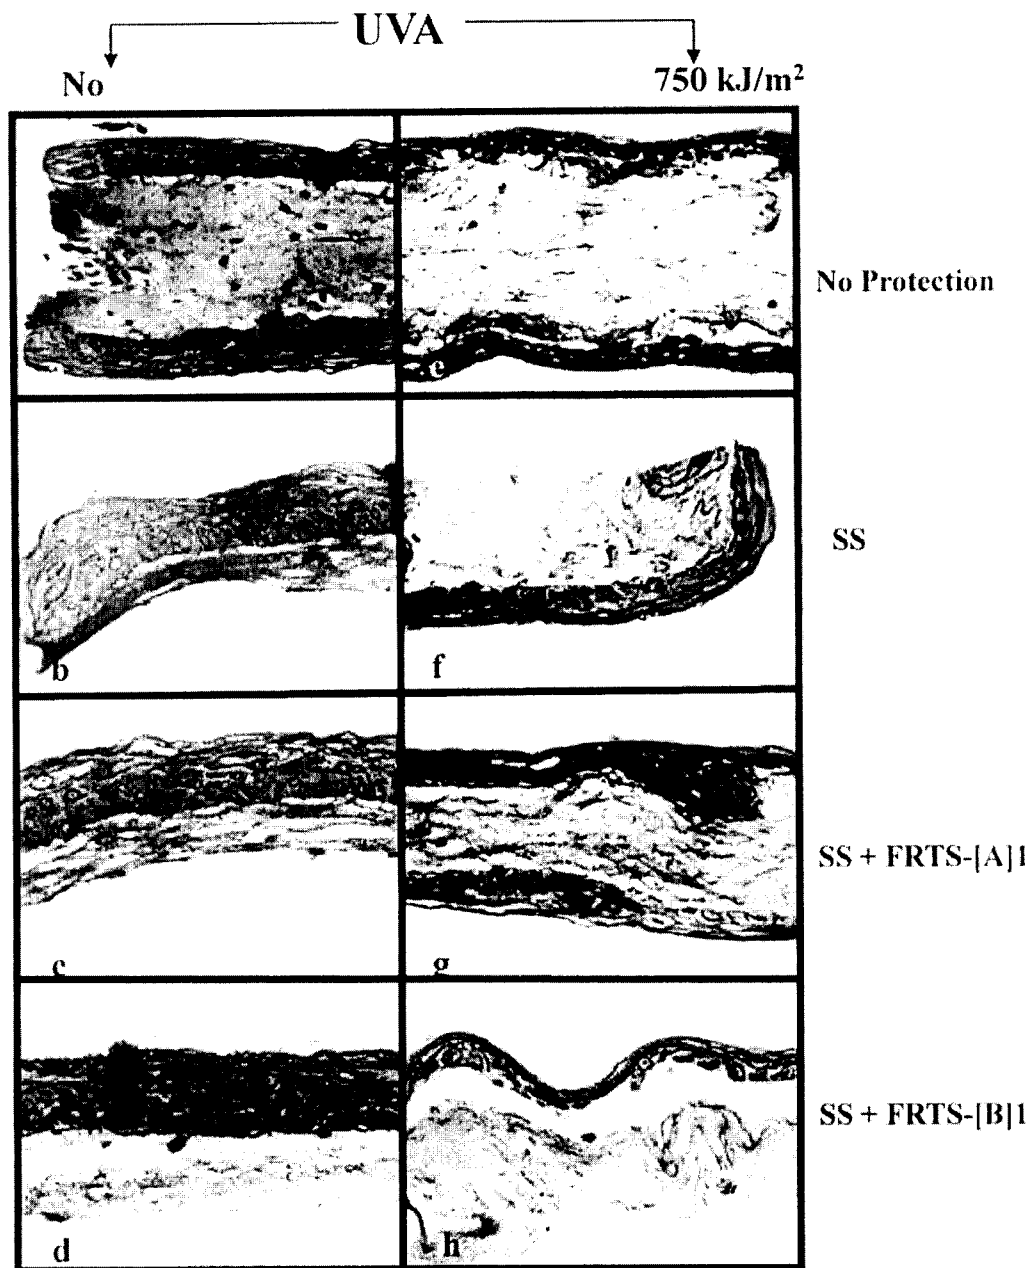 UVA
No
750 kJ/m²
No Protection
e
SS
b
f
SS + FRTS-[A]1
c
g
SS + FRTS-[B]1
d
h